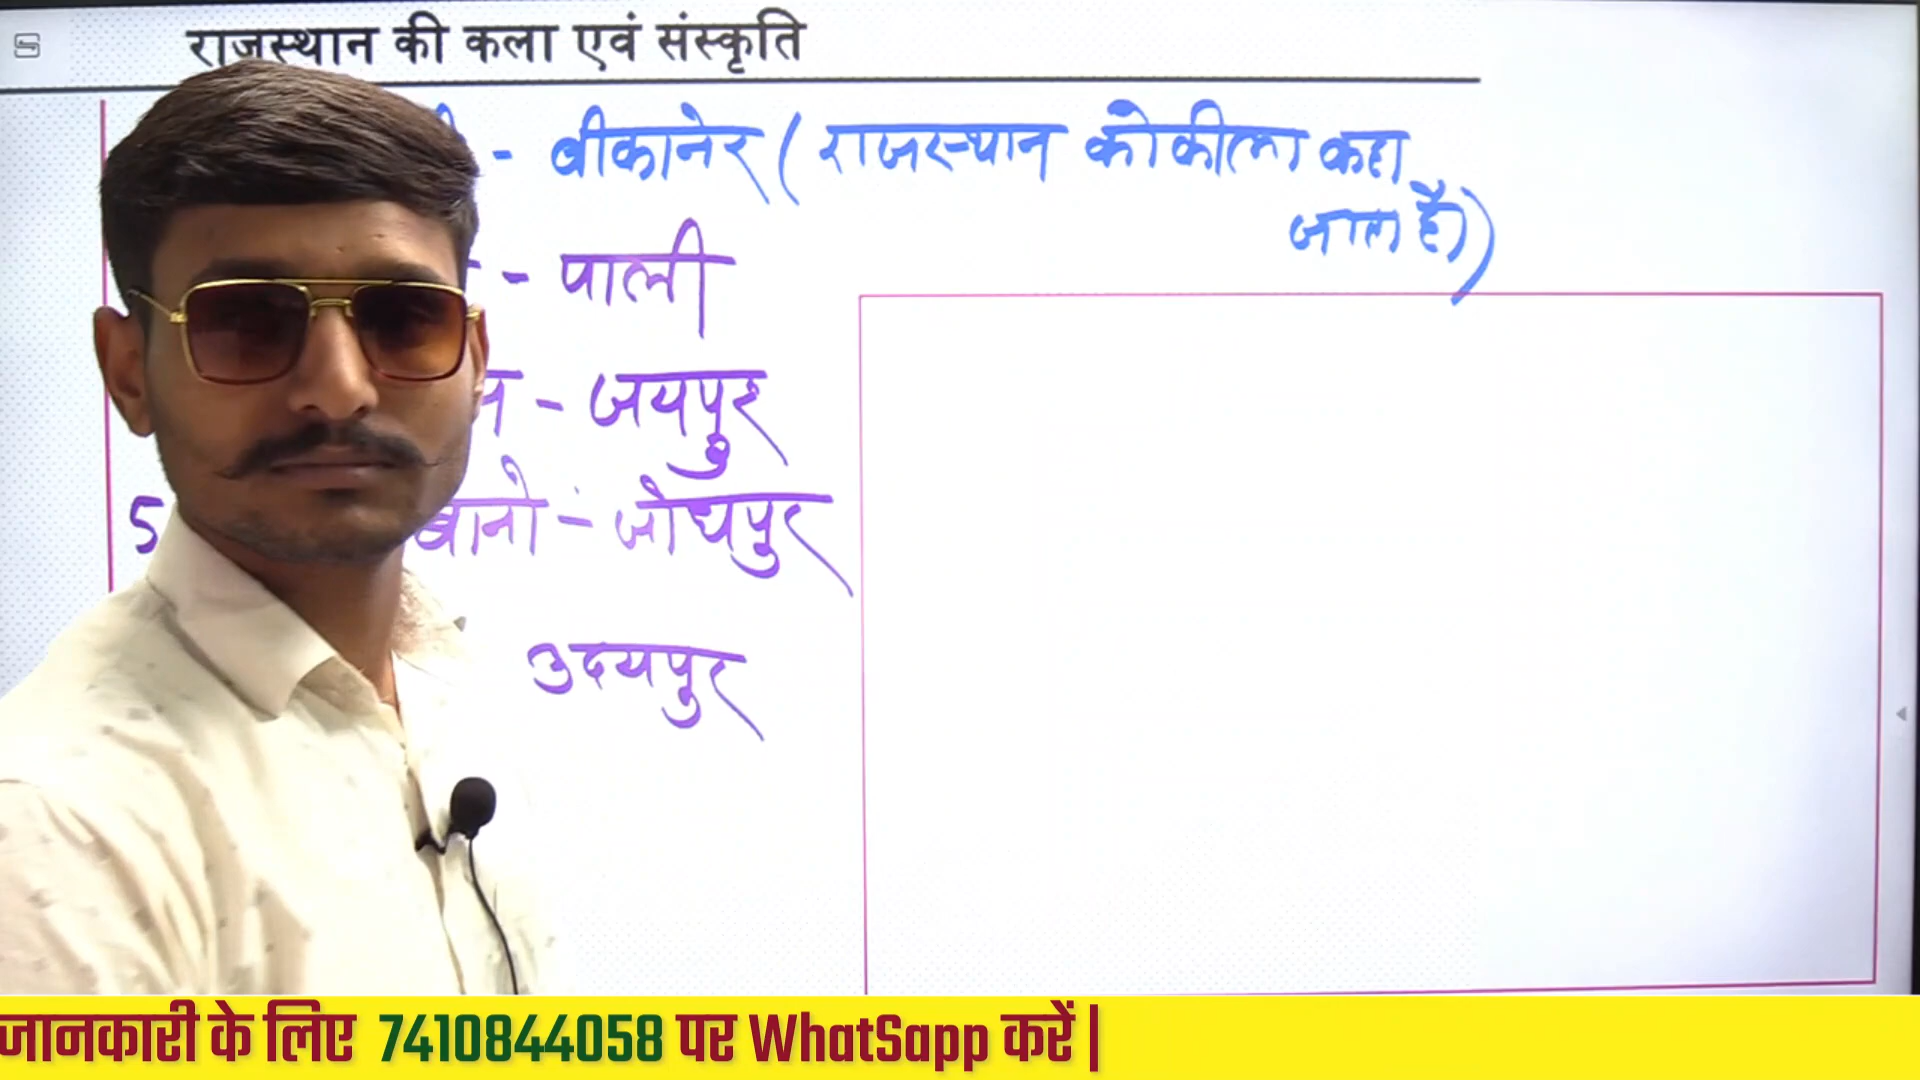 राजस्थान की कला एवं संस्कृति
- बीकानेर ( राजस्थान कोकीला कहा
जाता है)
- पाली
- जयपुर
5 बानो - जोधपुर
उदयपुर
जानकारी के लिए 7410844058 पर WhatSapp करें |